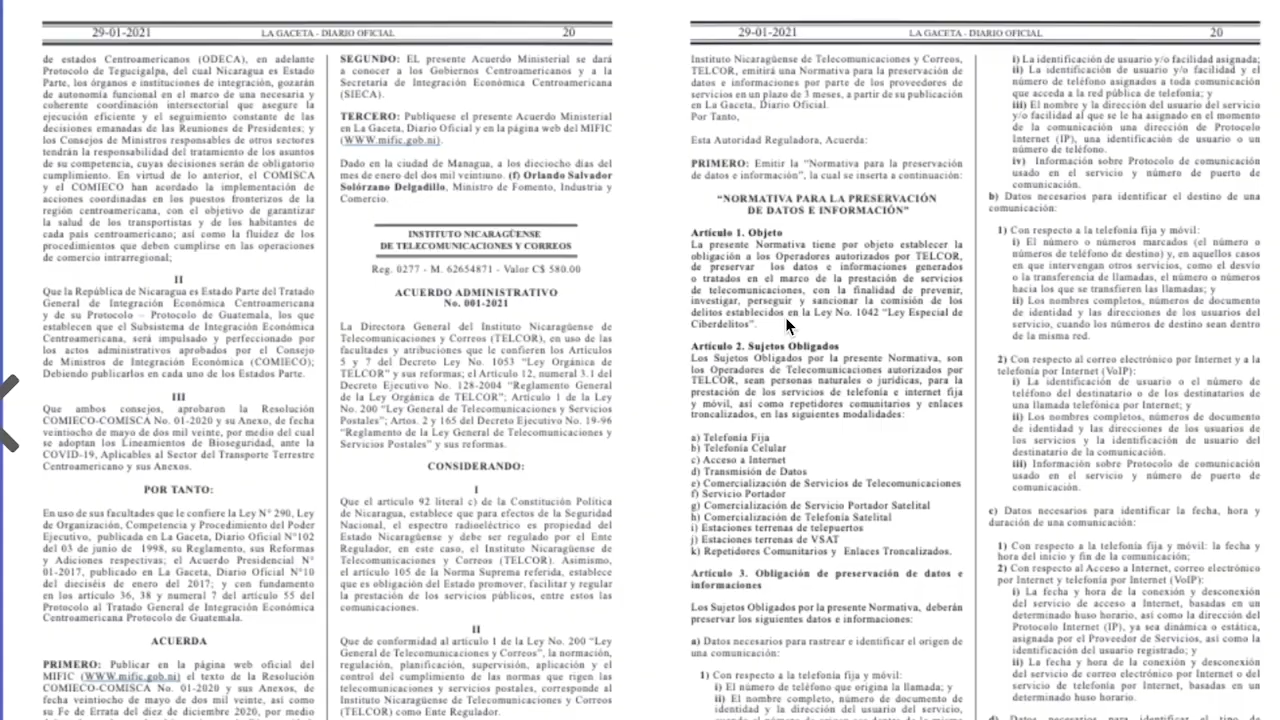 29-01-2021
LA GACETA - DIARIO OFICIAL
20
de estados Centroamericanos (ODECA), en adelante
Protocolo de Tegucigalpa, del cual Nicaragua es Estado
Parte, los órganos e instituciones de integración, gozarán
de autonomía funcional en el marco de una necesaria y
coherente coordinación intersectorial que asegure la
ejecución eficiente y el seguimiento constante de las
decisiones emanadas de las Reuniones de Presidentes; y
los Consejos de Ministros responsables de otros sectores
tendrán la responsabilidad del tratamiento de los asuntos
de su competencia, cuyas decisiones serán de obligatorio
cumplimiento. En virtud de lo anterior, el COMISCA
y el COMIECO han acordado la implementación de
acciones coordinadas en los puestos fronterizos de la
región centroamericana, con el objetivo de garantizar
la salud de los transportistas y de los habitantes de
cada país centroamericano; así como la fluidez de los
procedimientos que deben cumplirse en las operaciones
de comercio intrarregional;
II
Que la República de Nicaragua es Estado Parte del Tratado
General de Integración Económica Centroamericana
y de su Protocolo – Protocolo de Guatemala, los que
establecen que el Subsistema de Integración Económica
Centroamericana, será impulsado y perfeccionado por
los actos administrativos aprobados por el Consejo
de Ministros de Integración Económica (COMIECO);
Debiendo publicarlos en cada uno de los Estados Parte.
III
Que ambos consejos, aprobaron la Resolución
COMIECO-COMISCA No. 01-2020 y su Anexo, de fecha
veintiocho de mayo de dos mil veinte, por medio del cual
se adoptan los Lineamientos de Bioseguridad, ante la
COVID-19, Aplicables al Sector del Transporte Terrestre
Centroamericano y sus Anexos.
POR TANTO:
En uso de sus facultades que le confiere la Ley N° 290, Ley
de Organización, Competencia y Procedimiento del Poder
Ejecutivo, publicada en La Gaceta, Diario Oficial N°102
del 03 de junio de 1998, su Reglamento, sus Reformas
y Adiciones respectivas; el Acuerdo Presidencial N°
01-2017, publicado en La Gaceta, Diario Oficial N°10
del dieciséis de enero del 2017; y con fundamento
en los artículo 36, 38 y numeral 7 del artículo 55 del
Protocolo al Tratado General de Integración Económica
Centroamericana Protocolo de Guatemala.
ACUERDA
PRIMERO: Publicar en la página web oficial del
MIFIC (WWW.mific.gob.ni) el texto de la Resolución
COMIECO-COMISCA No. 01-2020 y sus Anexos, de
fecha veintiocho de mayo de dos mil veinte, así como
su Fe de Errata del diez de diciembre 2020, por medio
SEGUNDO: EL presente Acuerdo Ministerial se dará
a conocer a los Gobiernos Centroamericanos y a la
Secretaría de Integración Económica Centroamericana
(SIECA).
TERCERO: Publíquese el presente Acuerdo Ministerial
en La Gaceta, Diario Oficial y en la página web del MIFIC
(WWW.mific.gob.ni).
Dado en la ciudad de Managua, a los dieciocho días del
mes de enero del dos mil veintiuno. (f) Orlando Salvador
Solórzano Delgadillo, Ministro de Fomento, Industria y
Comercio.
INSTITUTO NICARAGÜENSE
DE TELECOMUNICACIONES Y CORREOS
Reg. 0277 - M. 62654871 - Valor C$ 580.00
ACUERDO ADMINISTRATIVO
No. 001-2021
La Directora General del Instituto Nicaragüense de
Telecomunicaciones y Correos (TELCOR), en uso de las
facultades y atribuciones que le confieren los Artículos
5 y 7 del Decreto Ley No. 1053 “Ley Orgánica de
TELCOR” y sus reformas; el Artículo 12, numeral 3.1 del
Decreto Ejecutivo No. 128-2004 “Reglamento General
de la Ley Orgánica de TELCOR”; Artículo 1 de la Ley
No. 200 “Ley General de Telecomunicaciones y Servicios
Postales”; Artos. 2 y 165 del Decreto Ejecutivo No. 19-96
“Reglamento de la Ley General de Telecomunicaciones y
Servicios Postales” y sus reformas.
CONSIDERANDO:
I
Que el artículo 92 literal c) de la Constitución Política
de Nicaragua, establece que para efectos de la Seguridad
Nacional, el espectro radioeléctrico es propiedad del
Estado Nicaragüense y debe ser regulado por el Ente
Regulador, en este caso, el Instituto Nicaragüense de
Telecomunicaciones y Correos (TELCOR). Asimismo,
el artículo 105 de la Norma Suprema referida, establece
que es obligación del Estado promover, facilitar y regular
la prestación de los servicios públicos, entre estos las
comunicaciones.
II
Que de conformidad al artículo 1 de la Ley No. 200 “Ley
General de Telecomunicaciones y Correos”, la normación,
regulación, planificación, supervisión, aplicación y el
control del cumplimiento de las normas que rigen las
telecomunicaciones y servicios postales, corresponde al
Instituto Nicaragüense de Telecomunicaciones y Correos
(TELCOR) como Ente Regulador.
29-01-2021
LA GACETA - DIARIO OFICIAL
20
Instituto Nicaragüense de Telecomunicaciones y Correos,
TELCOR, emitirá una Normativa para la preservación de
datos e informaciones por parte de los proveedores de
servicios en un plazo de 3 meses, a partir de su publicación
en La Gaceta, Diario Oficial.
Por Tanto,
Esta Autoridad Reguladora, Acuerda:
PRIMERO: Emitir la “Normativa para la preservación
de datos e información”, la cual se inserta a continuación:
“NORMATIVA PARA LA PRESERVACIÓN
DE DATOS E INFORMACIÓN”
Artículo 1. Objeto
La presente Normativa tiene por objeto establecer la
obligación a los Operadores autorizados por TELCOR,
de preservar los datos e informaciones generados
o tratados en el marco de la prestación de servicios
de telecomunicaciones, con la finalidad de prevenir,
investigar, perseguir y sancionar la comisión de los
delitos establecidos en la Ley No. 1042 “Ley Especial de
Ciberdelitos”.
Artículo 2. Sujetos Obligados
Los Sujetos Obligados por la presente Normativa, son
los Operadores de Telecomunicaciones autorizados por
TELCOR, sean personas naturales o jurídicas, para la
prestación de los servicios de telefonía e internet fija
y móvil, así como repetidores comunitarios y enlaces
troncalizados, en las siguientes modalidades:
a) Telefonía Fija
b) Telefonía Celular
c) Acceso a Internet
d) Transmisión de Datos
e) Comercialización de Servicios de Telecomunicaciones
f) Servicio Portador
g) Comercialización de Servicio Portador Satelital
h) Comercialización de Telefonía Satelital
i) Estaciones terrenas de telepuertos
j) Estaciones terrenas de VSAT
k) Repetidores Comunitarios y Enlaces Troncalizados.
Artículo 3. Obligación de preservación de datos e
informaciones
Los Sujetos Obligados por la presente Normativa, deberán
preservar los siguientes datos e informaciones:
a) Datos necesarios para rastrear e identificar el origen de
una comunicación:
1) Con respecto a la telefonía fija y móvil:
i) El número de teléfono que origina la llamada; y
ii) El nombre completo, número de documento de
identidad y la dirección del usuario del servicio,
i) La identificación de usuario y/o facilidad asignada;
ii) La identificación de usuario y/o facilidad y el
número de teléfono asignados a toda comunicación
que acceda a la red pública de telefonía; y
iii) El nombre y la dirección del usuario del servicio
y/o facilidad al que se le ha asignado en el momento
de la comunicación una dirección de Protocolo
Internet (IP), una identificación de usuario o un
número de teléfono.
iv) Información sobre Protocolo de comunicación
usado en el servicio y número de puerto de
comunicación.
b) Datos necesarios para identificar el destino de una
comunicación:
1) Con respecto a la telefonía fija y móvil:
i) El número o números marcados (el número o
números de teléfono de destino) y, en aquellos casos
en que intervengan otros servicios, como el desvío
o la transferencia de llamadas, el número o números
hacia los que se transfieren las llamadas; y
ii) Los nombres completos, números de documento
de identidad y las direcciones de los usuarios del
servicio, cuando los números de destino sean dentro
de la misma red.
2) Con respecto al correo electrónico por Internet y a la
telefonía por Internet (VoIP):
i) La identificación de usuario o el número de
teléfono del destinatario o de los destinatarios de
una llamada telefónica por Internet; y
ii) Los nombres completos, números de documento
de identidad y las direcciones de los usuarios de
los servicios y la identificación de usuario del
destinatario de la comunicación.
iii) Información sobre Protocolo de comunicación
usado en el servicio y número de puerto de
comunicación.
c) Datos necesarios para identificar la fecha, hora y
duración de una comunicación:
1) Con respecto a la telefonía fija y móvil: la fecha y
hora del inicio y fin de la comunicación;
2) Con respecto al Acceso a Internet, correo electrónico
por Internet y telefonía por Internet (VoIP):
i) La fecha y hora de la conexión y desconexión
del servicio de acceso a Internet, basadas en un
determinado huso horario, así como la dirección del
Protocolo Internet (IP), ya sea dinámica o estática,
asignada por el Proveedor de Servicios, así como la
identificación del usuario registrado; y
ii) La fecha y hora de la conexión y desconexión
del servicio de correo electrónico por Internet o del
servicio de telefonía por Internet, basadas en un
determinado huso horario.
d) Datos necesarios para identificar el tipo de